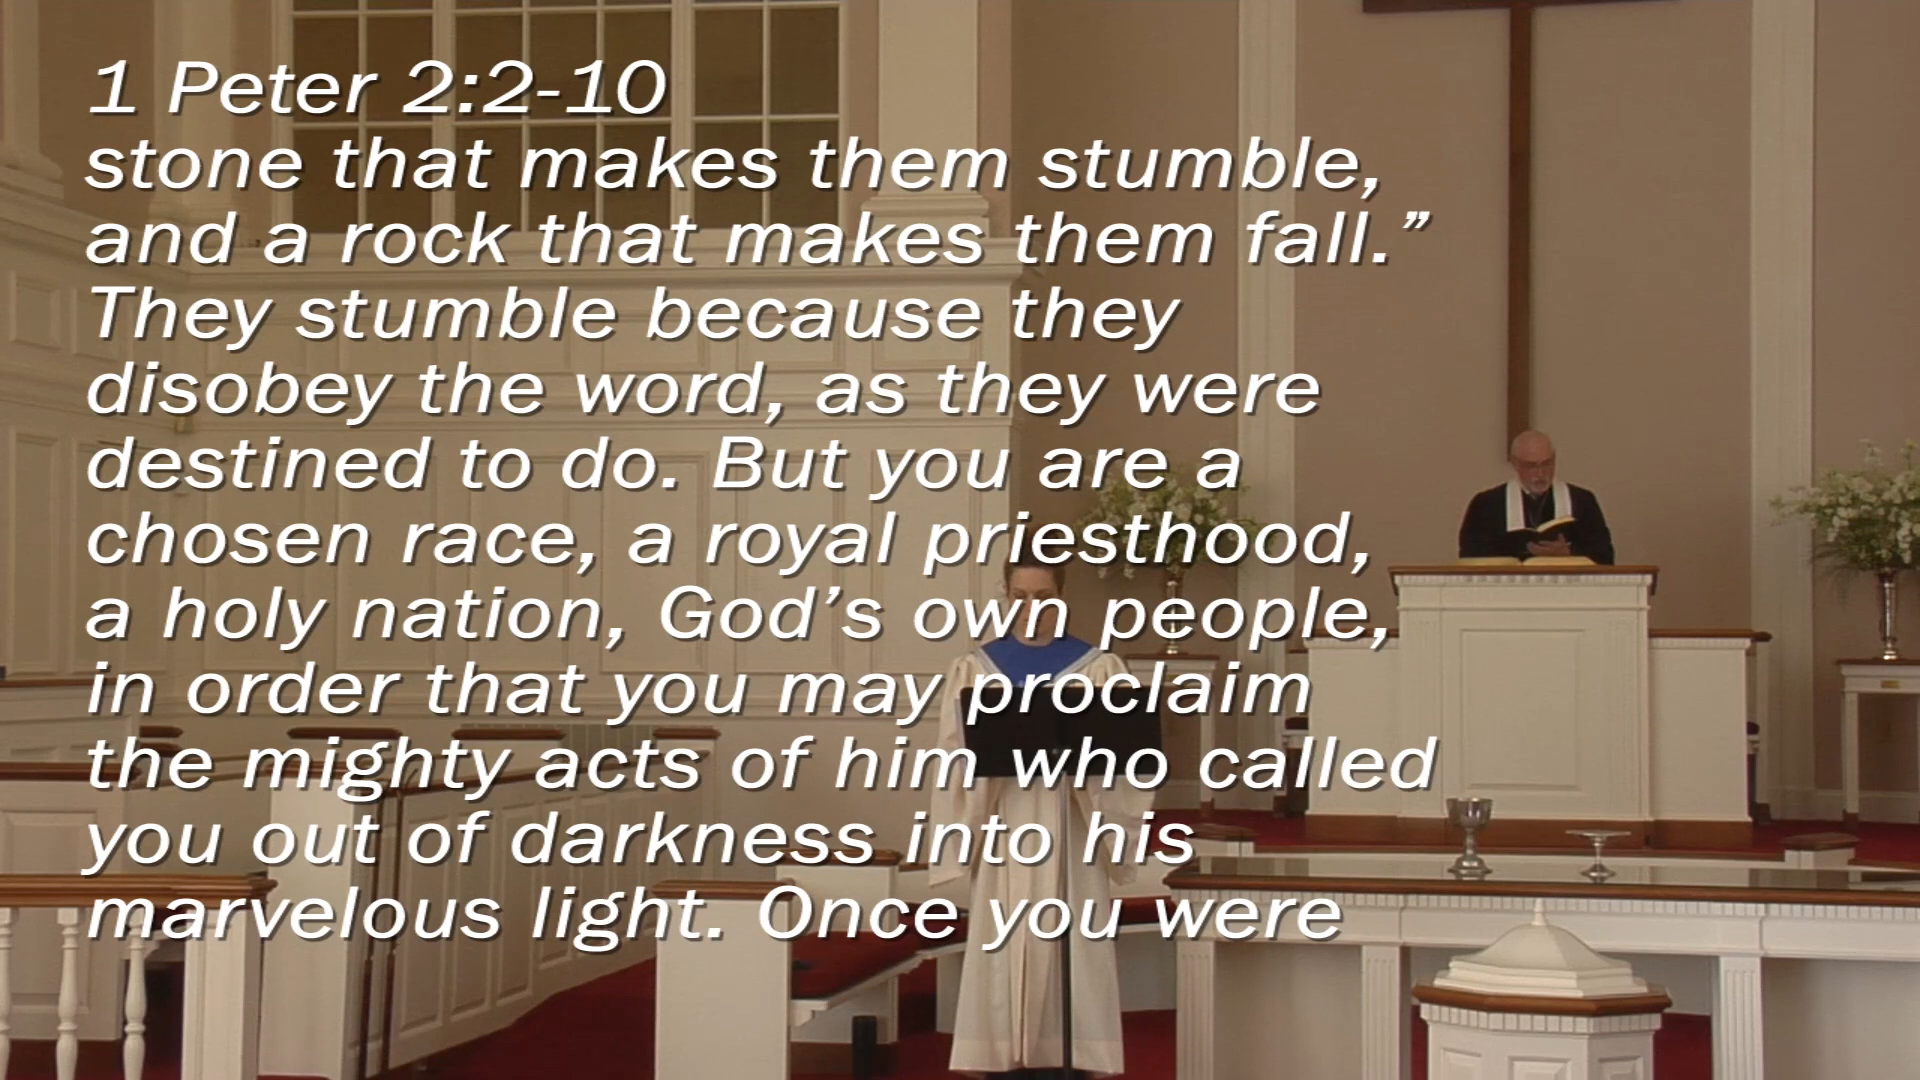 1 Peter 2:2-10
stone that makes them stumble,
and a rock that makes them fall.”
They stumble because they
disobey the word, as they were
destined to do. But you are a
chosen race, a royal priesthood,
a holy nation, God’s own people,
in order that you may proclaim
the mighty acts of him who called
you out of darkness into his
marvelous light. Once you were